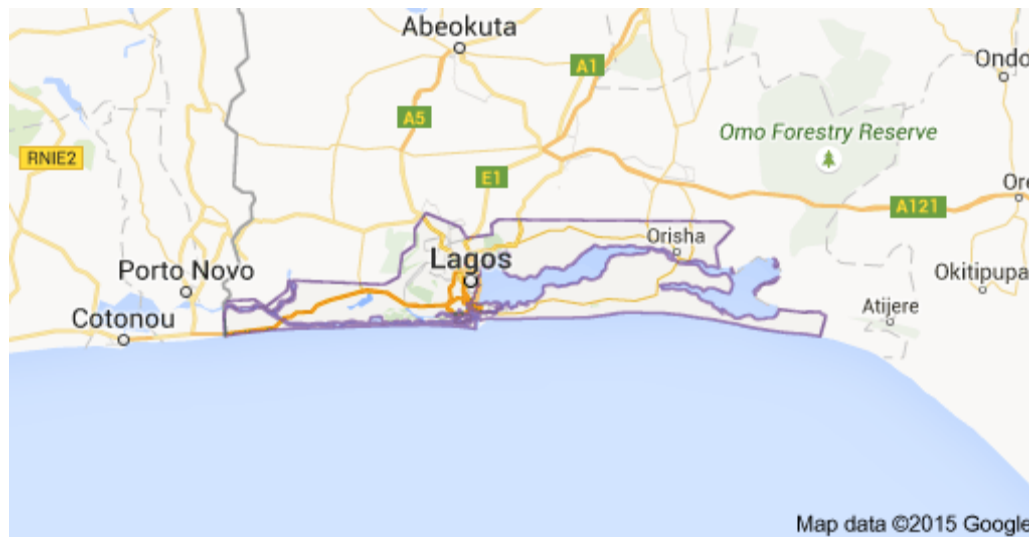 Abeokuta
Ondo
A1
A5
Omo Forestry Reserve
RNIE2
E1
Ore
A121
Orisha
Lagos
Porto Novo
Okitipupa
Cotonou
Atijere
Map data ©2015 Google